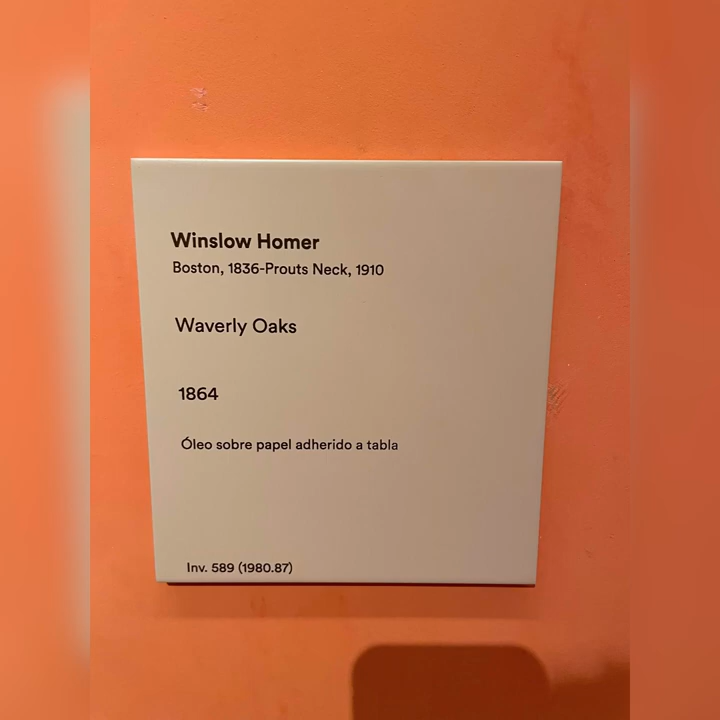 Winslow Homer
Boston, 1836-Prouts Neck, 1910
Waverly Oaks
1864
Óleo sobre papel adherido a tabla
Inv. 589 (1980.87)